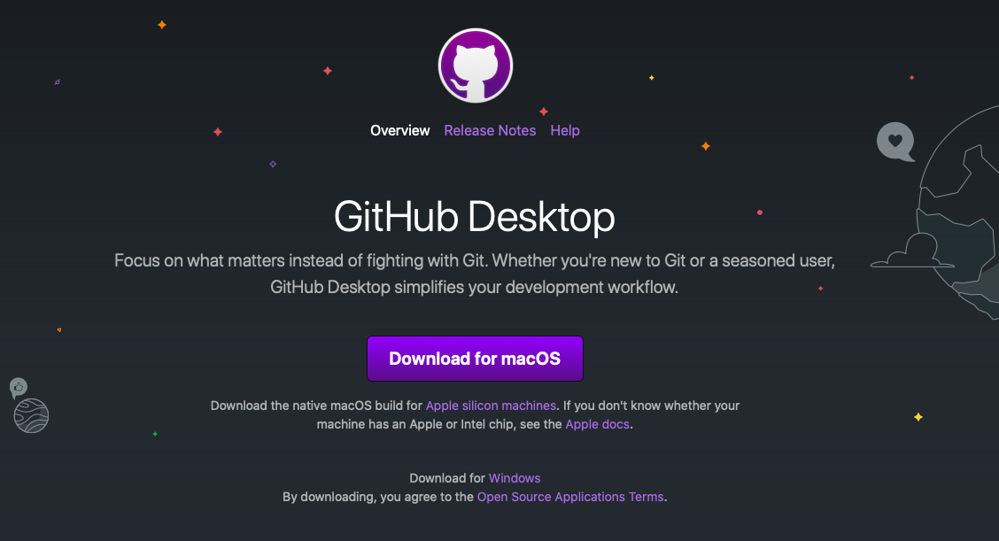 Overview Release Notes Help
GitHub Desktop
Focus on what matters instead of fighting with Git. Whether you're new to Git or a seasoned user,
GitHub Desktop simplifies your development workflow.
Download for macOS
Download the native macOS build for Apple silicon machines. If you don't know whether your
machine has an Apple or Intel chip, see the Apple docs.
Download for Windows
By downloading, you agree to the Open Source Applications Terms.